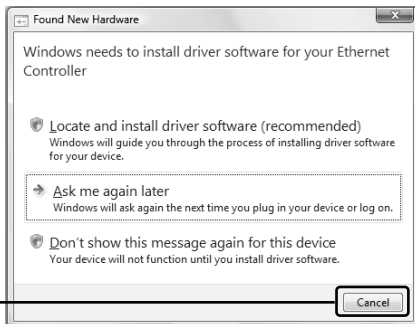 Found New Hardware
Windows needs to install driver software for your Ethernet
Controller
Locate and install driver software (recommended)
Windows will guide you through the process of installing driver software
for your device.
Ask me again later
Windows will ask again the next time you plug in your device or log on.
Don't show this message again for this device
Your device will not function until you install driver software.
Cancel